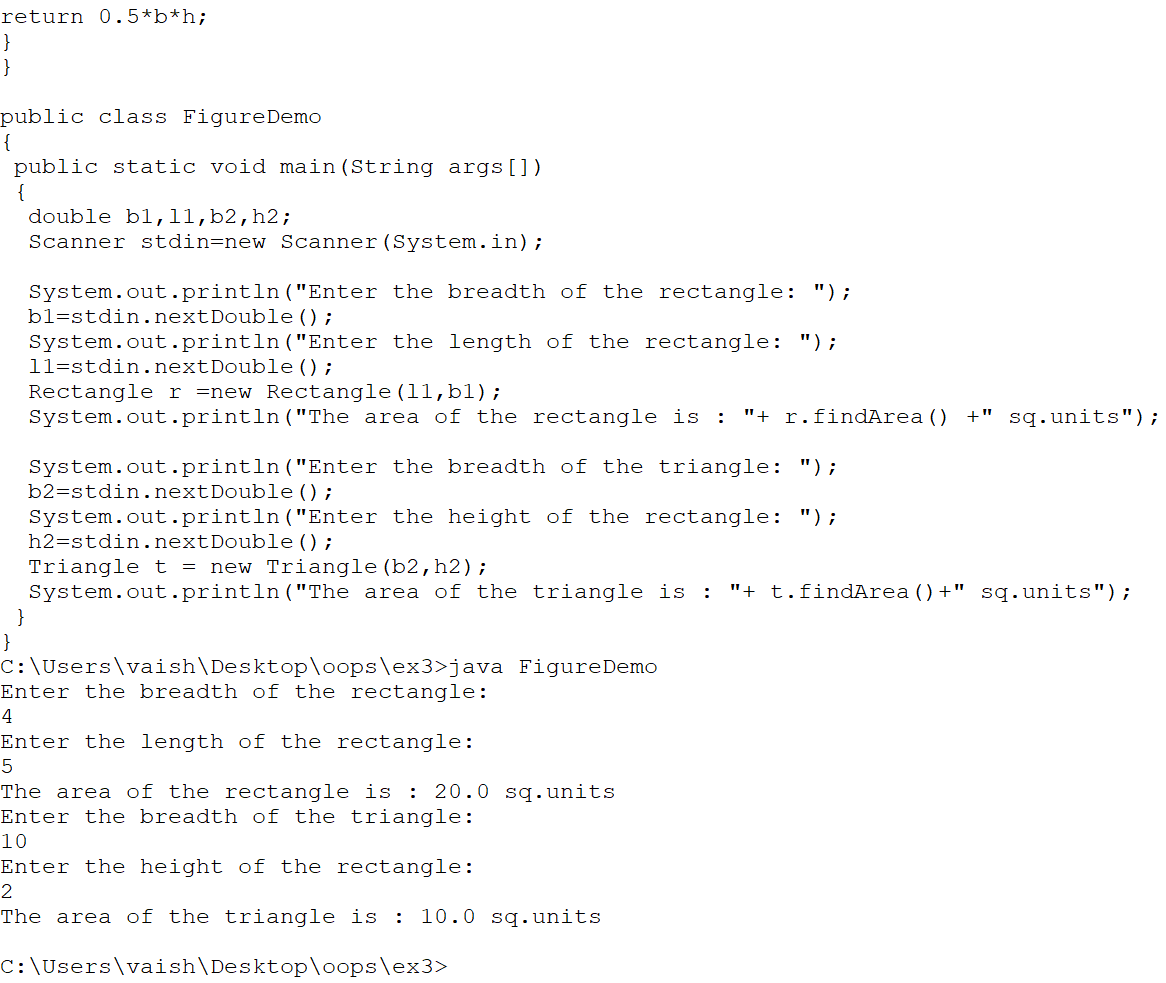 return 0.5*b*h;
}
}

public class FigureDemo
{
 public static void main(String args[])
 {
  double b1,l1,b2,h2;
  Scanner stdin=new Scanner(System.in);

  System.out.println("Enter the breadth of the rectangle: ");
  b1=stdin.nextDouble();
  System.out.println("Enter the length of the rectangle: ");
  l1=stdin.nextDouble();
  Rectangle r =new Rectangle(l1,b1);
  System.out.println("The area of the rectangle is : "+ r.findArea() +" sq.units");

  System.out.println("Enter the breadth of the triangle: ");
  b2=stdin.nextDouble();
  System.out.println("Enter the height of the rectangle: ");
  h2=stdin.nextDouble();
  Triangle t = new Triangle(b2,h2);
  System.out.println("The area of the triangle is : "+ t.findArea()+" sq.units");
 }
}
C:\Users\vaish\Desktop\oops\ex3>java FigureDemo
Enter the breadth of the rectangle:
4
Enter the length of the rectangle:
5
The area of the rectangle is : 20.0 sq.units
Enter the breadth of the triangle:
10
Enter the height of the rectangle:
2
The area of the triangle is : 10.0 sq.units

C:\Users\vaish\Desktop\oops\ex3>